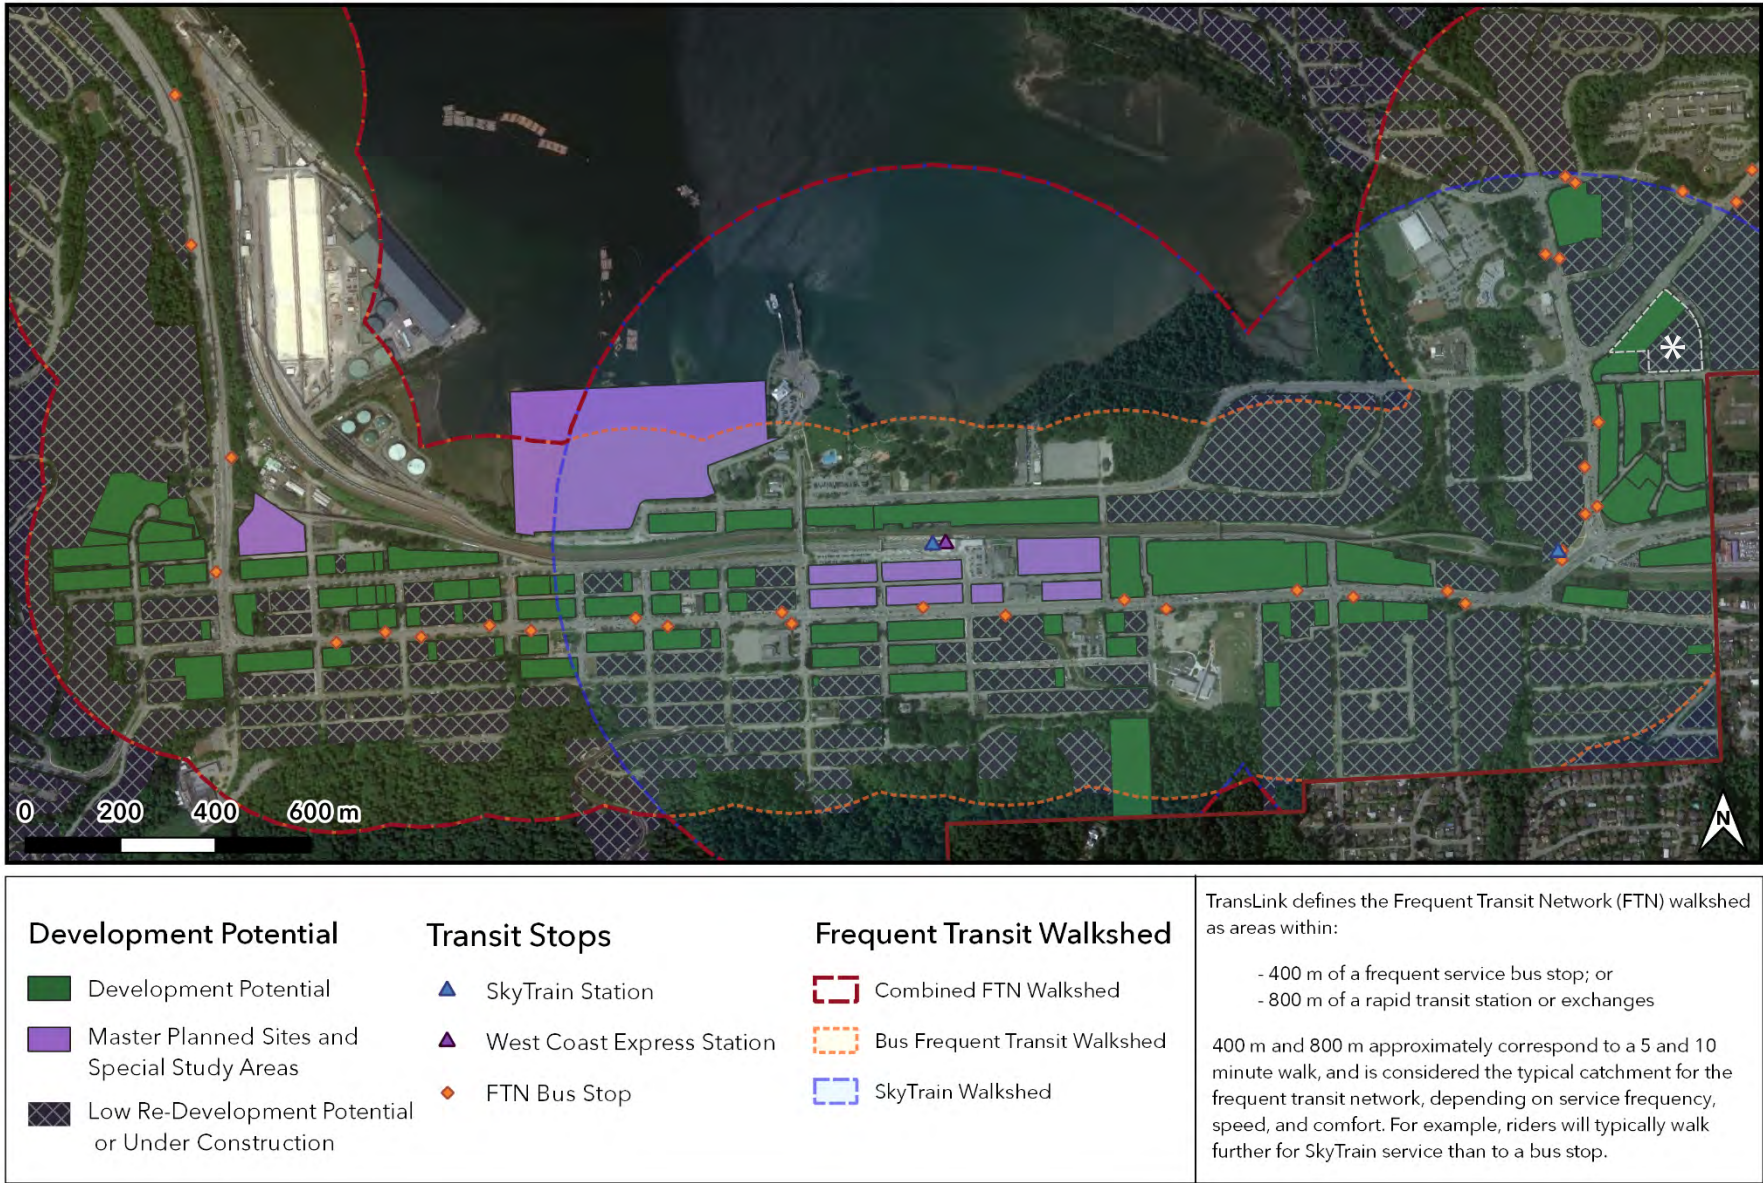 0 200 400 600 m
N
*
Development Potential
Development Potential
Master Planned Sites and
Special Study Areas
Low Re-Development Potential
or Under Construction
Transit Stops
SkyTrain Station
West Coast Express Station
FTN Bus Stop
Frequent Transit Walkshed
Combined FTN Walkshed
Bus Frequent Transit Walkshed
SkyTrain Walkshed
TransLink defines the Frequent Transit Network (FTN) walkshed
as areas within:
- 400 m of a frequent service bus stop; or
- 800 m of a rapid transit station or exchanges
400 m and 800 m approximately correspond to a 5 and 10
minute walk, and is considered the typical catchment for the
frequent transit network, depending on service frequency,
speed, and comfort. For example, riders will typically walk
further for SkyTrain service than to a bus stop.